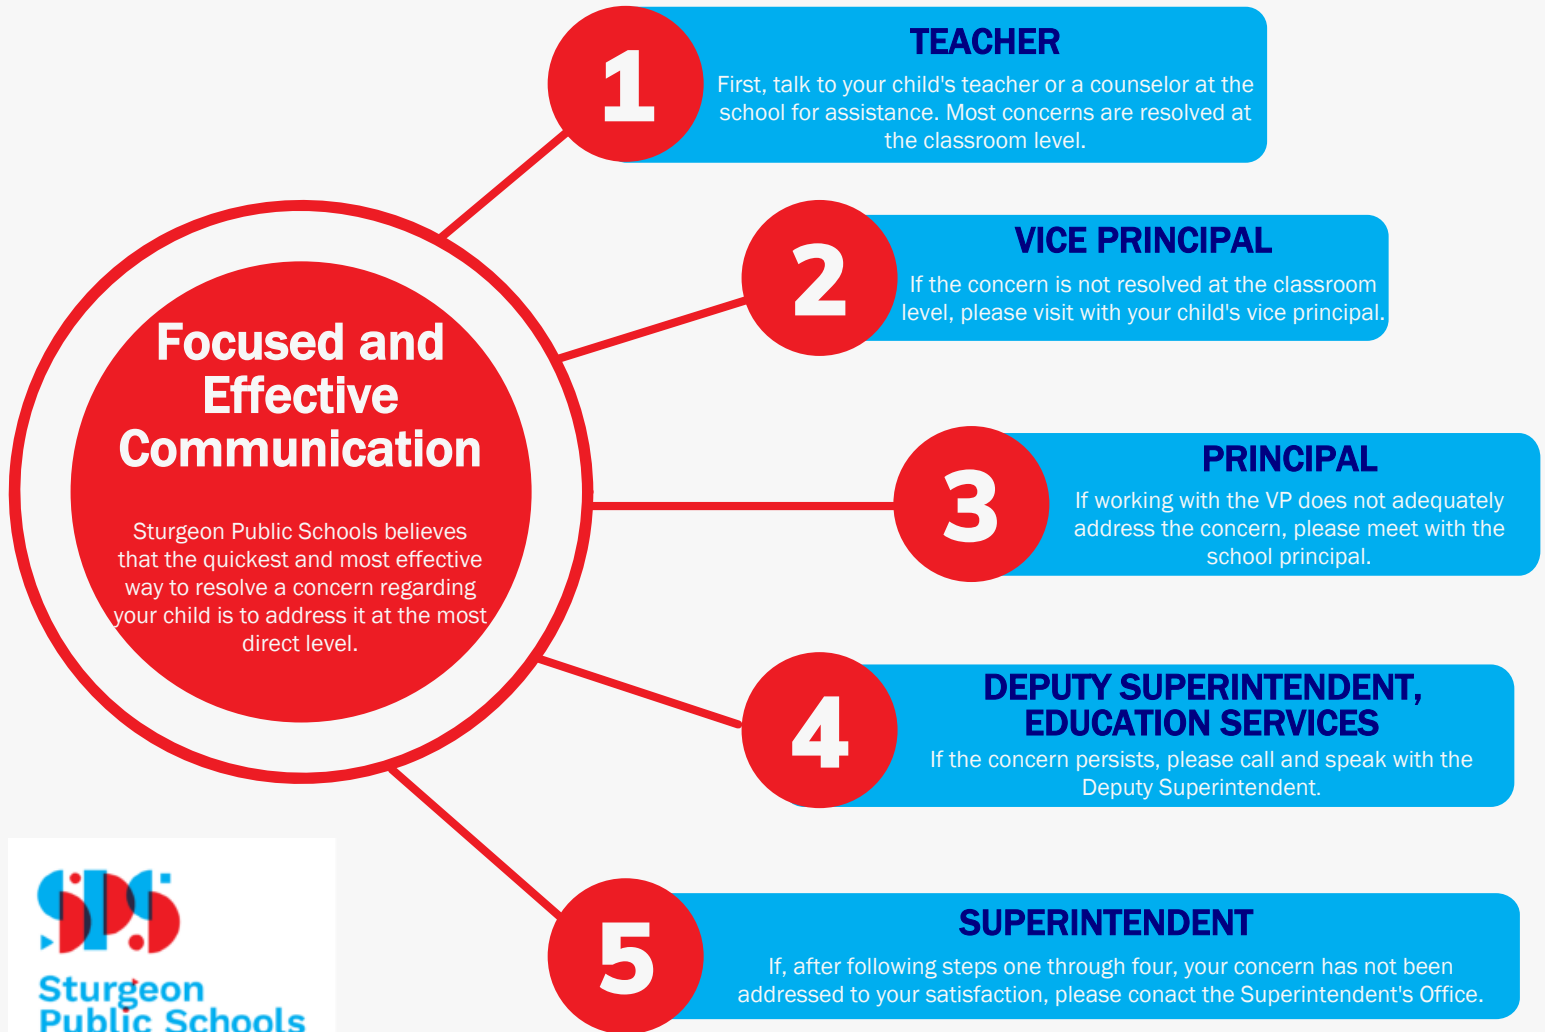 1
TEACHER
First, talk to your child's teacher or a counselor at the
school for assistance. Most concerns are resolved at
the classroom level.
2
VICE PRINCIPAL
If the concern is not resolved at the classroom
level, please visit with your child's vice principal.
Focused and
Effective
Communication
Sturgeon Public Schools believes
that the quickest and most effective
way to resolve a concern regarding
your child is to address it at the most
direct level.
3
PRINCIPAL
If working with the VP does not adequately
address the concern, please meet with the
school principal.
4
DEPUTY SUPERINTENDENT,
EDUCATION SERVICES
If the concern persists, please call and speak with the
Deputy Superintendent.
5
SUPERINTENDENT
If, after following steps one through four, your concern has not been
addressed to your satisfaction, please conact the Superintendent's Office.
SPS
Sturgeon
Public Schools